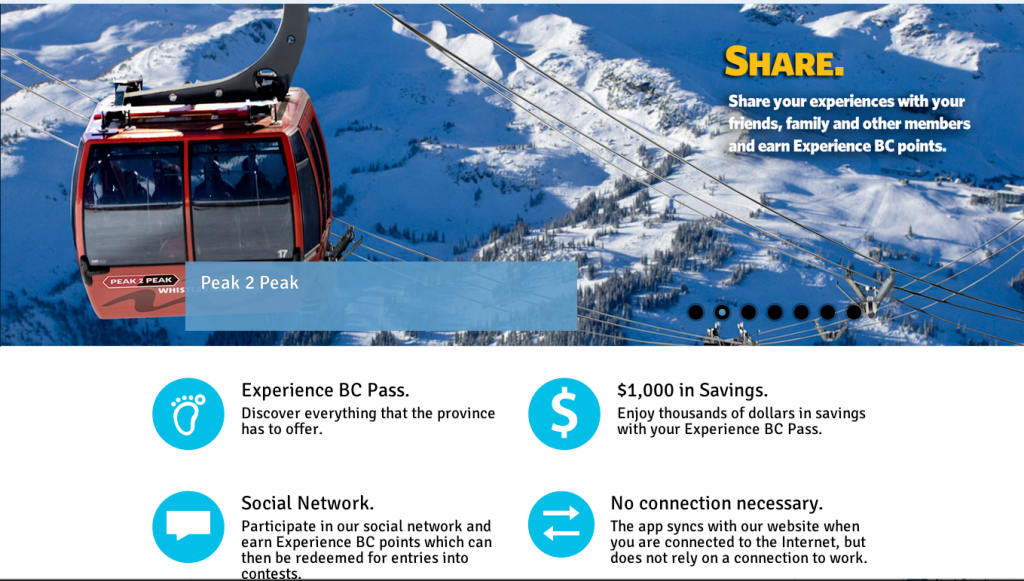 SHARE.
Share your experiences with your
friends, family and other members
and earn Experience BC points.
17
PEAK 2 PEAK
Peak 2 Peak
Experience BC Pass.
Discover everything that the province
has to offer.
$1,000 in Savings.
Enjoy thousands of dollars in savings
with your Experience BC Pass.
Social Network.
Participate in our social network and
earn Experience BC points which can
then be redeemed for entries into
contests.
No connection necessary.
The app syncs with our website when
you are connected to the Internet, but
does not rely on a connection to work.